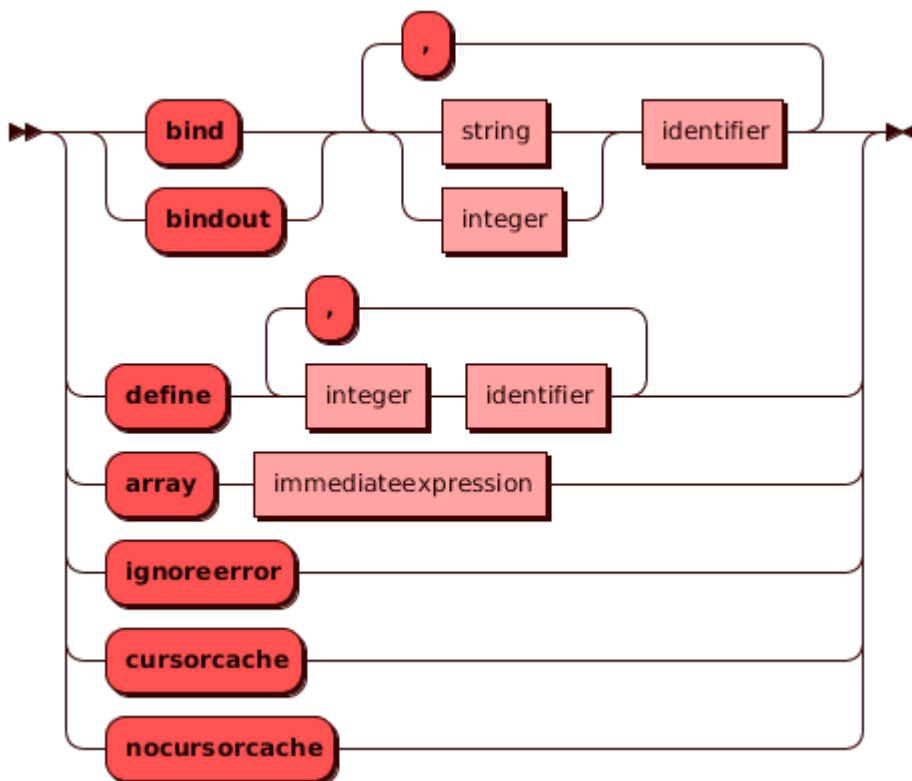 ,
bind string identifier
bindout integer
,
define integer identifier
array immediateexpression
ignoreerror
cursorcache
nocursorcache